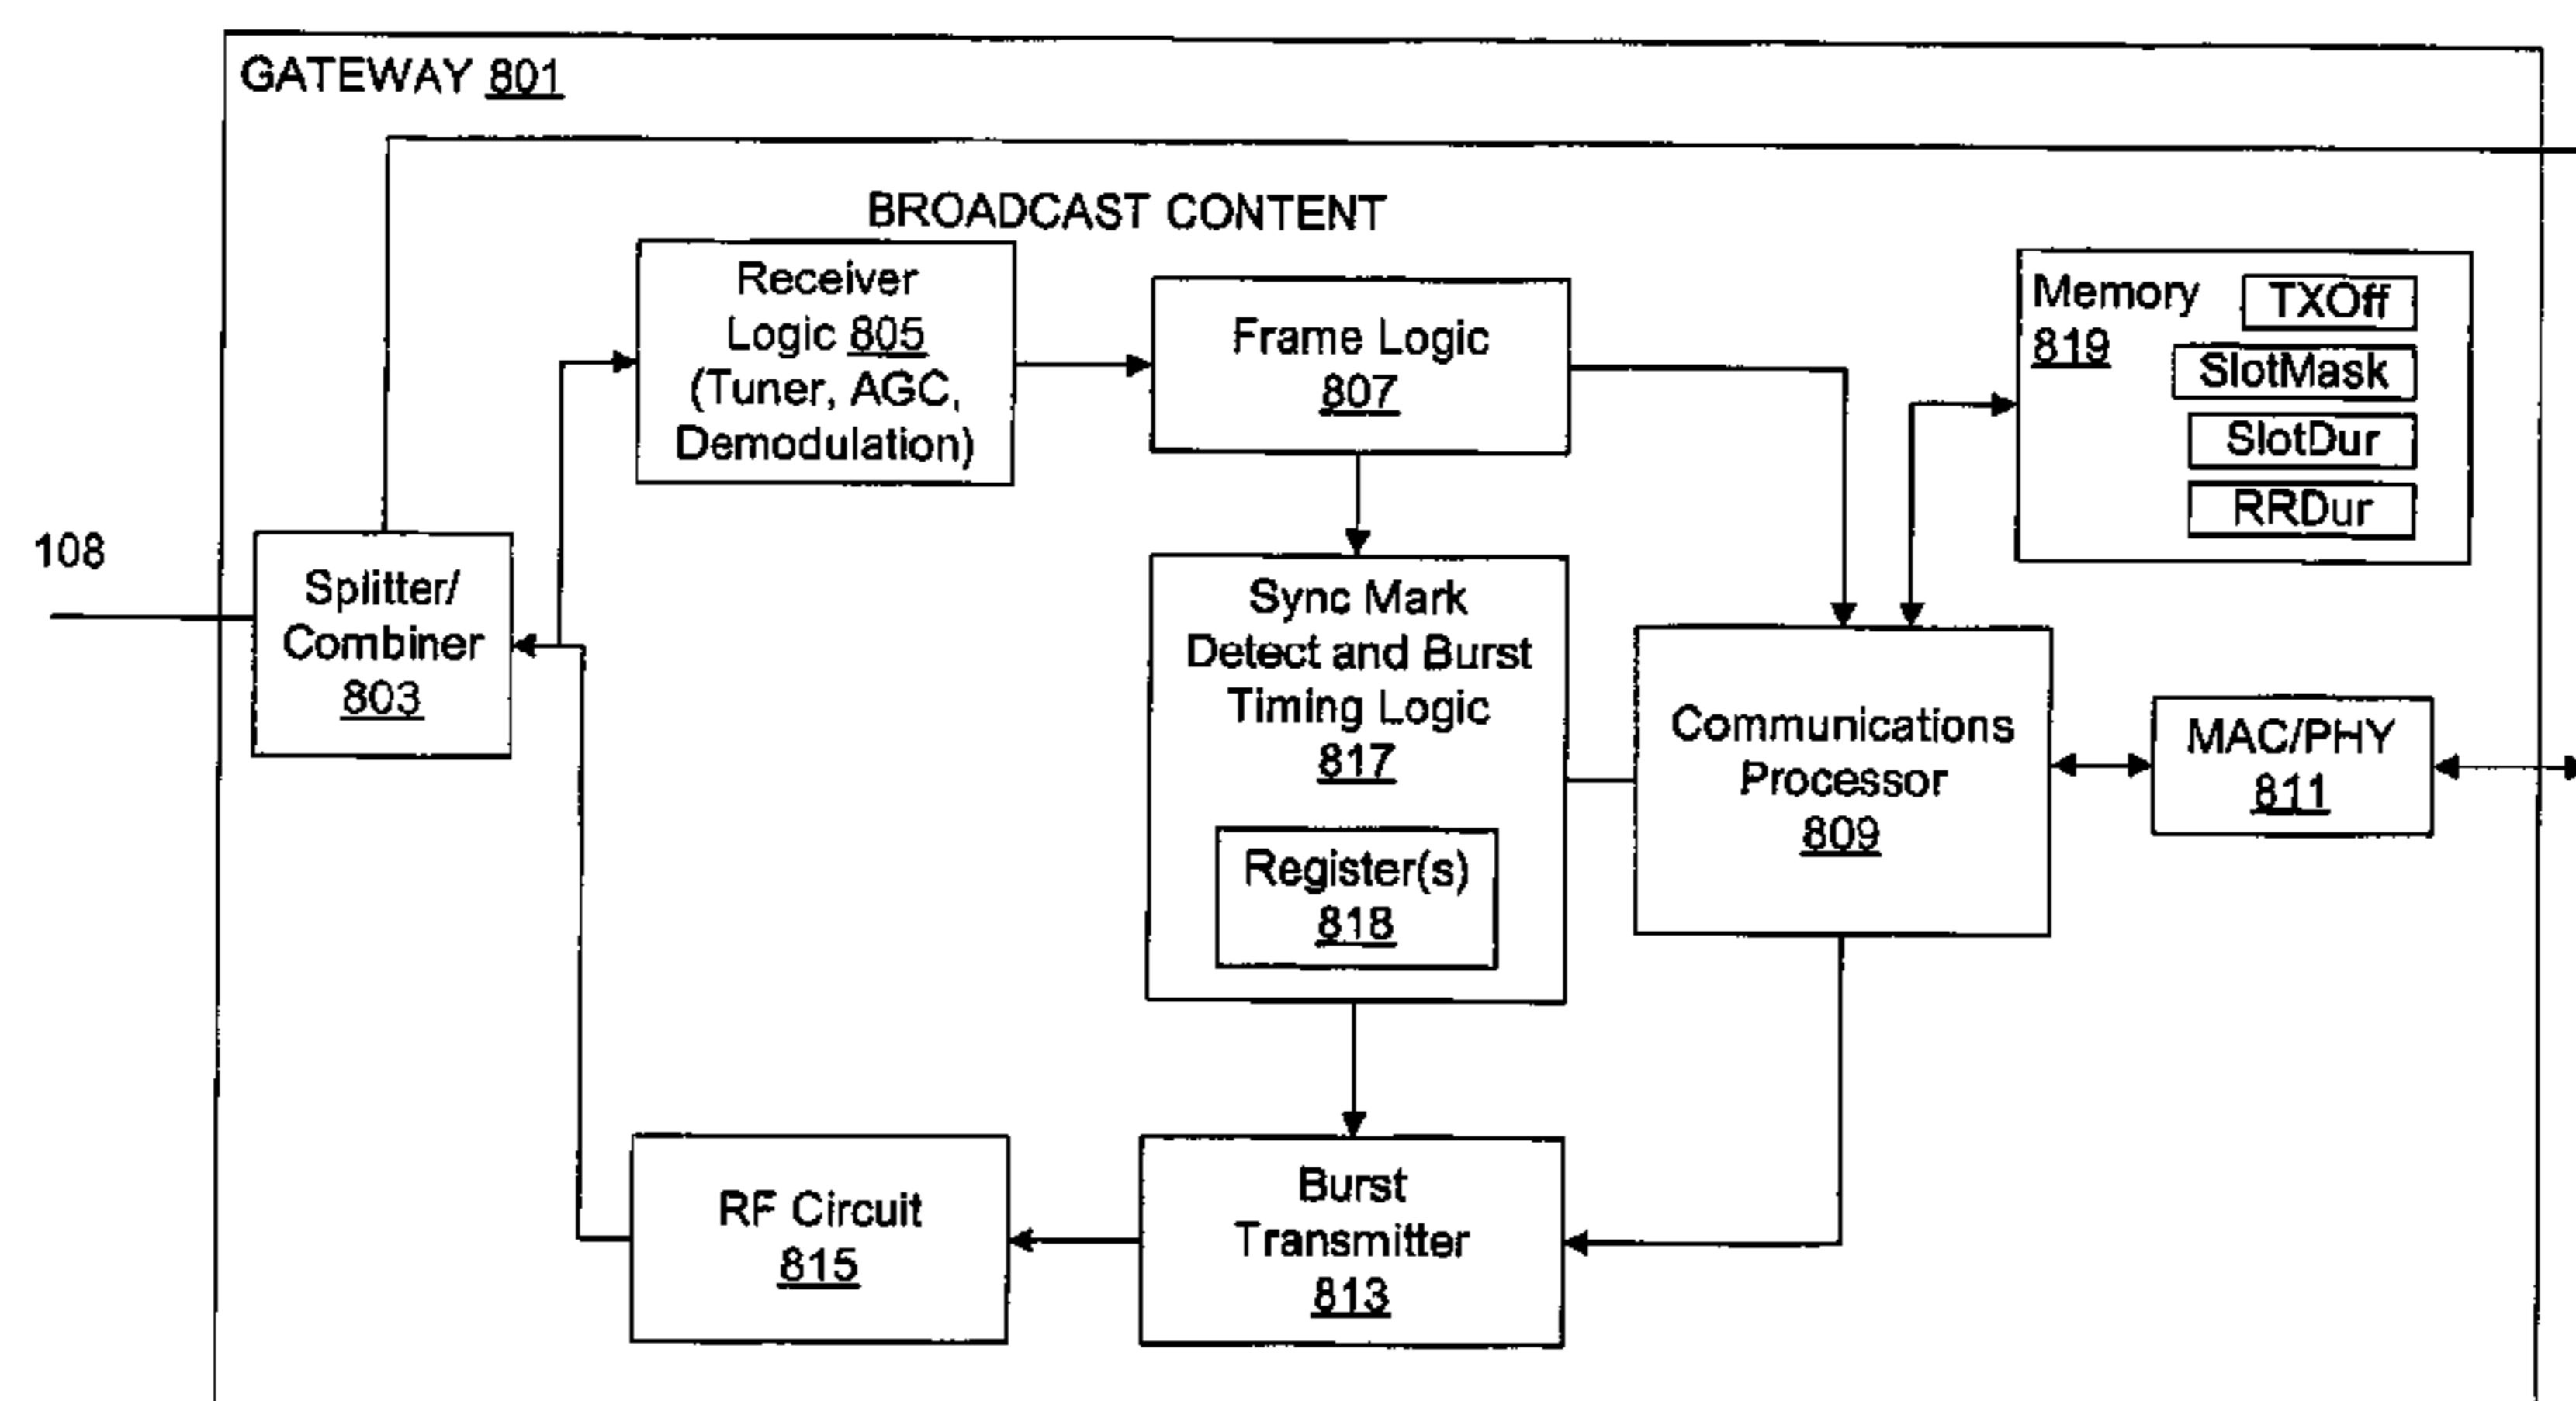 GATEWAY 801
BROADCAST CONTENT
Receiver
Logic 805
(Tuner, AGC,
Demodulation)
Frame Logic
807
Memory
819
TXOff
SlotMask
SlotDur
RRDur
108
Splitter/
Combiner
803
Sync Mark
Detect and Burst
Timing Logic
817
Register(s)
818
Communications
Processor
809
MAC/PHY
811
RF Circuit
815
Burst
Transmitter
813